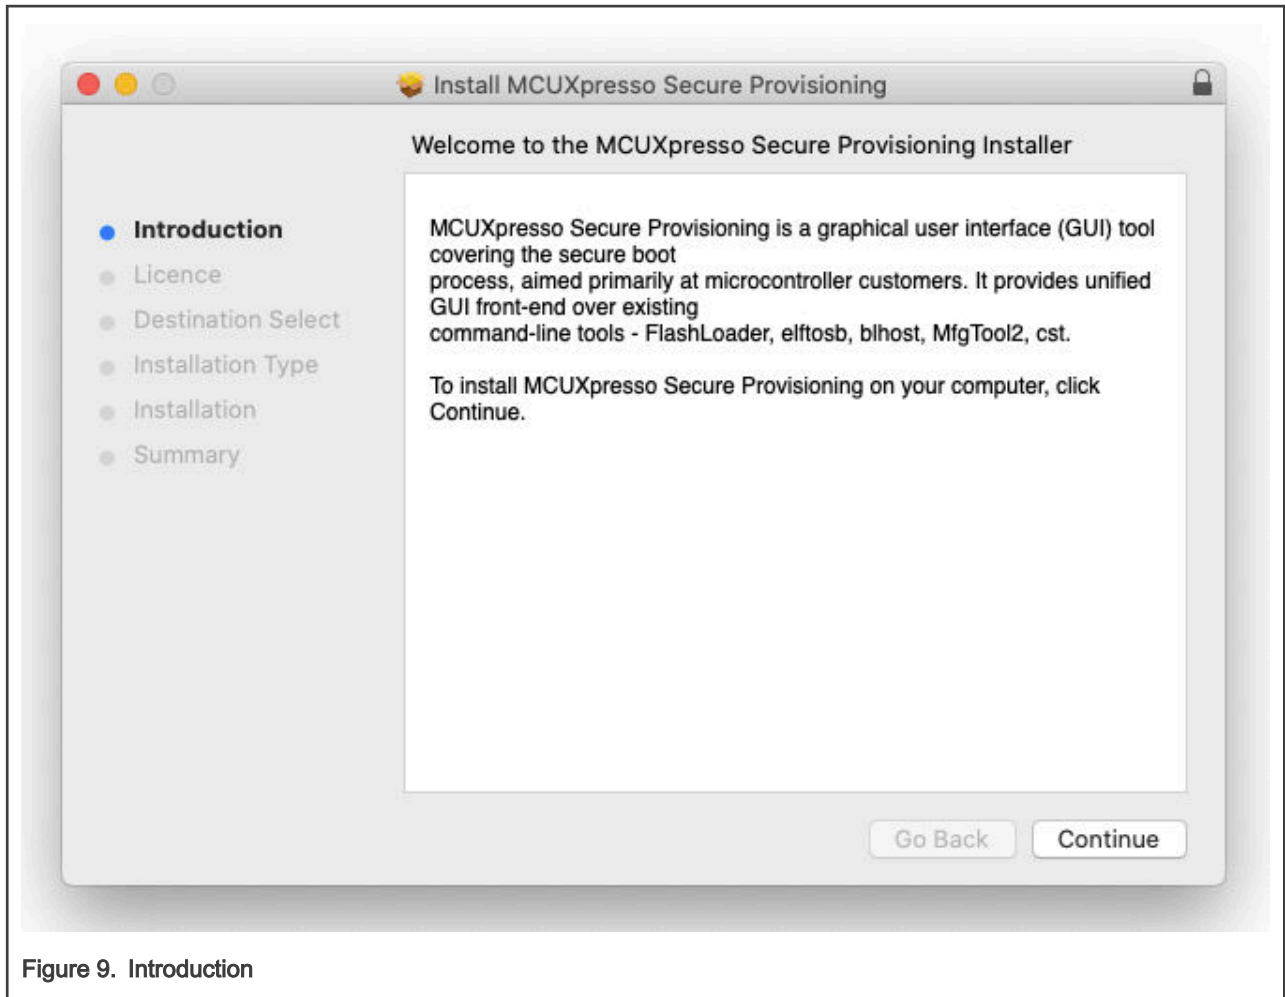 Install MCUXpresso Secure Provisioning
Welcome to the MCUXpresso Secure Provisioning Installer
Introduction
Licence
Destination Select
Installation Type
Installation
Summary
MCUXpresso Secure Provisioning is a graphical user interface (GUI) tool
covering the secure boot
process, aimed primarily at microcontroller customers. It provides unified
GUI front-end over existing
command-line tools - FlashLoader, elftosb, blhost, MfgTool2, cst.
To install MCUXpresso Secure Provisioning on your computer, click
Continue.
Go Back
Continue
Figure 9. Introduction